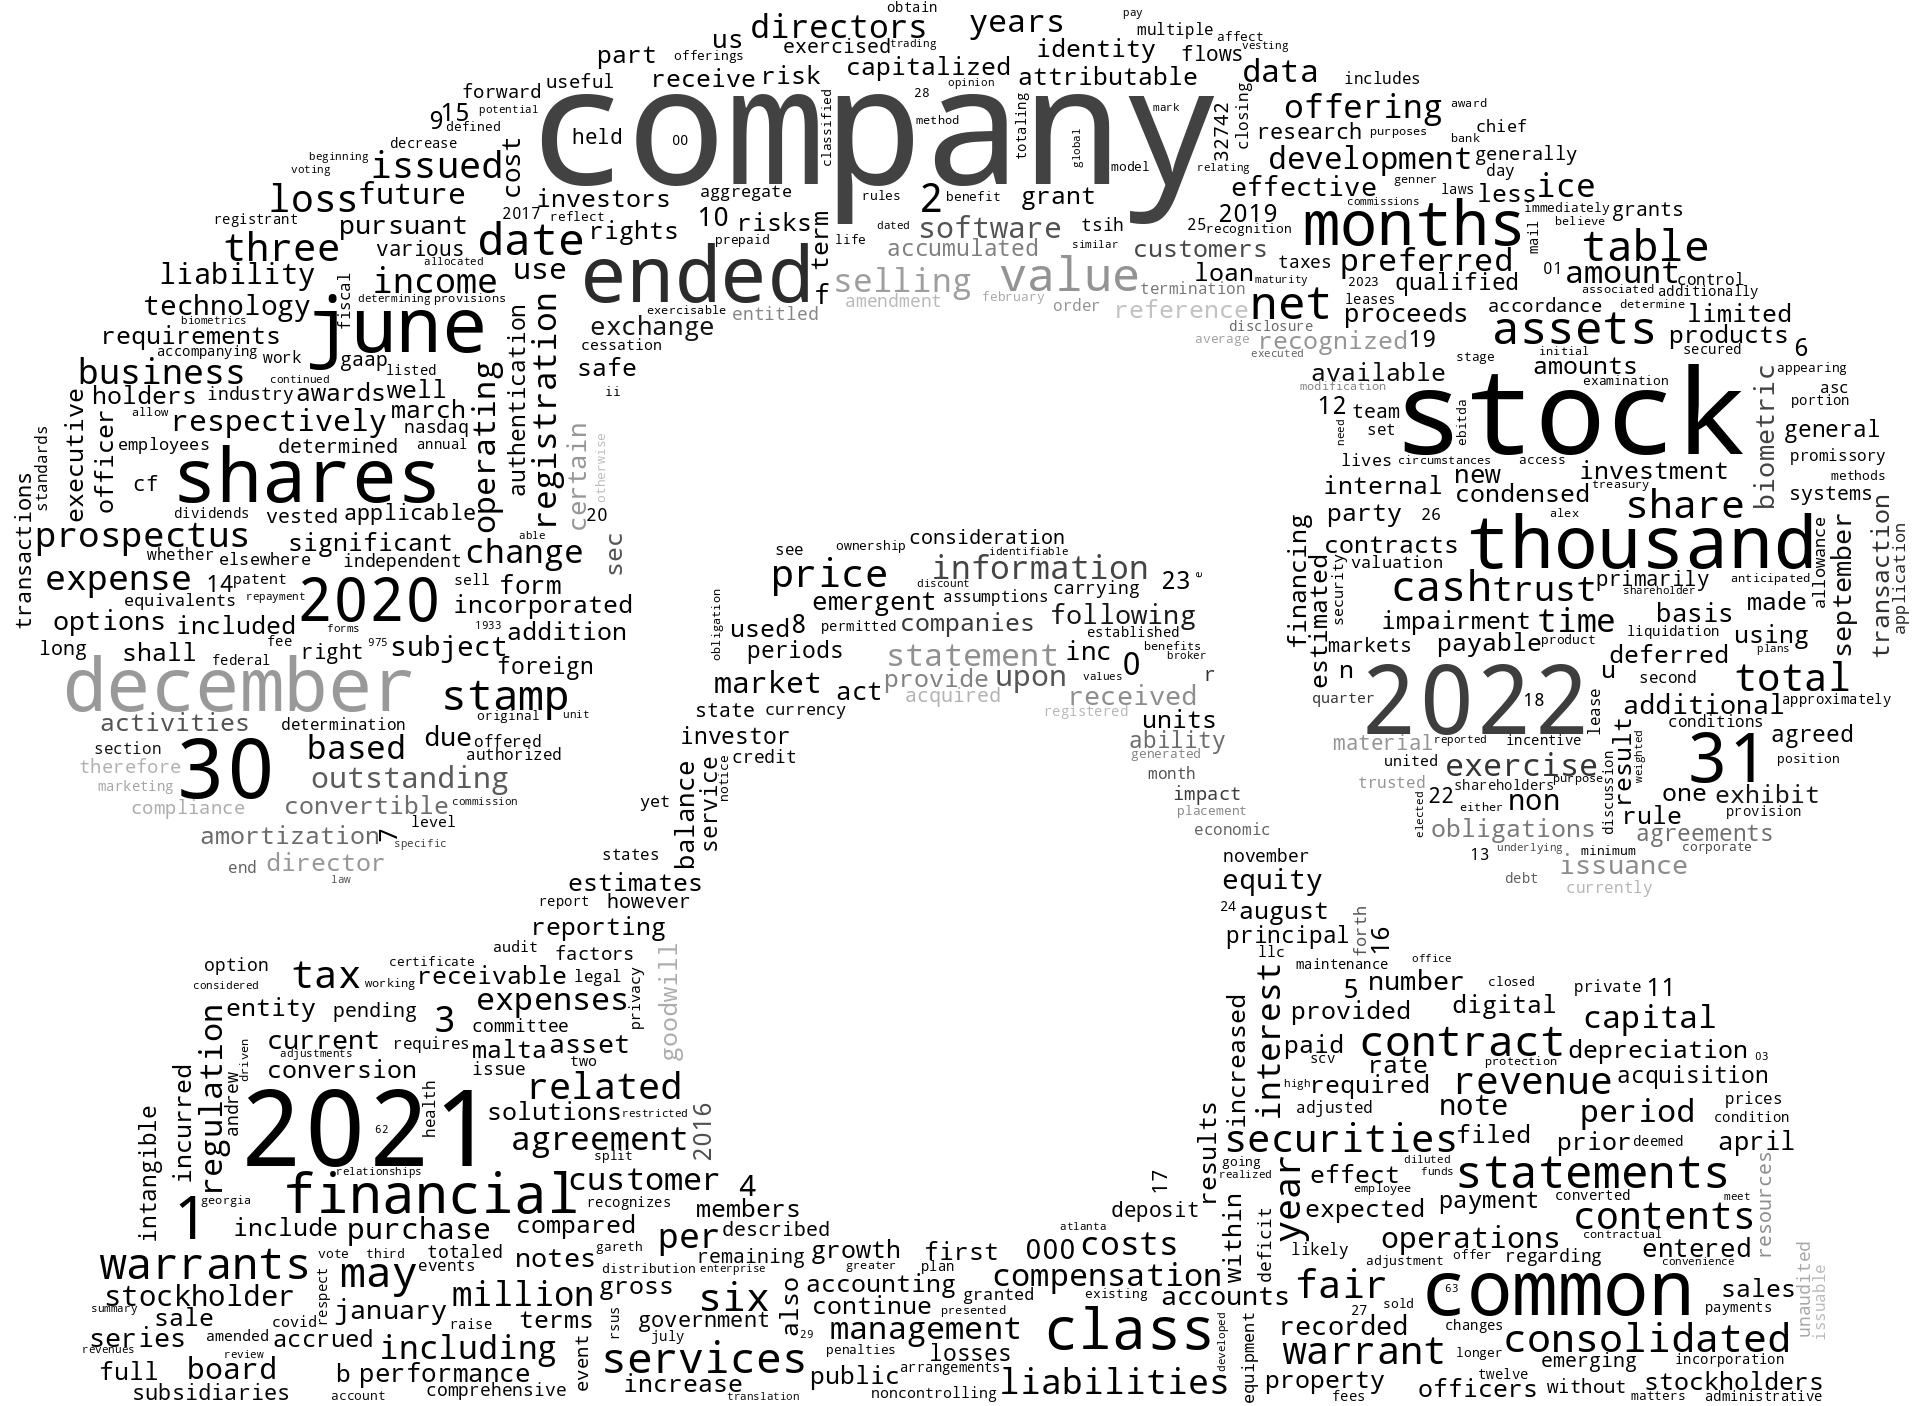 obtain
directors years pay
us exercised trading identity multiple affect
part offerings flows vesting
receive risk capitalized attributable data includes
forward useful opinion
company
9 15 potential defined 28 mark offering award
held 00 method classified totaling global model relating 32742 closing
decrease research purposes bank chief
beginning voting issued cost development generally day
loss future investors aggregate rules 2 benefit grant effective genner laws less ice
registrant pursuant 2017 reflect 10 risks dated software tsih 25 2019 recognition commissions immediately grants
three various date rights prepaid term life accumulated similar customers months believe mail table
liability allocated income use ended f selling value termination loan taxes preferred 01 amount control
technology fiscal determining provisions exercisable entitled amendment february order reference maturity net 2023 qualified associated additionally
biometrics june exchange leases proceeds accordance determine limited
requirements cessation disclosure average recognized 19 assets products
accompanying work gaap listed safe executed stage initial secured 6
business continued ii available amounts examination appearing
holders industry awards well modification stock biometric asc portion
allow respectively march nasdaq operating authentication registration 12 team set need ebitda general
executive officer employees determined annual certain otherwise
standards transactions cf shares lives circumstances access investment promissory
dividends vested applicable 20 internal new condensed treasury share methods systems
prospectus significant able sec party 26 alex thousand
whether elsewhere independent change see ownership consideration identifiable contracts valuation
expense 14 patent 2020 sell form price information 23 e financing estimated security cash trust primarily anticipated allowance september transaction application
equivalents repayment incorporated discount assumptions carrying shareholder
options included forms 1933 addition emergent following impairment time basis made
long shall fee federal right 975 subject foreign obligation used 8 permitted companies established markets payable product liquidation using plans
december stamp periods statement inc 0 benefits broker n deferred u second total
market act provide upon values received r quarter 2022 18 lease additional approximately
activities determination original unit state currency acquired registered units conditions
section 30 based due offered authorized investor ability material reported incentive result 31 agreed
therefore marketing outstanding credit generated united exercise purpose weighted position
compliance convertible commission yet balance service notice month impact trusted shareholders 22 either non discussion one exhibit
amortization 7 level specific placement economic elected obligations rule agreements provision
end director law states november 13 underlying minimum issuance corporate
estimates equity debt currently
report however 24 august
reporting principal forth 16
audit factors llc office
option tax certificate receivable legal privacy goodwill maintenance number closed private 11
considered working expenses interest 5 provided digital capital
entity pending 3 committee increased
regulation current requires malta asset paid contract depreciation 03
adjustments driven conversion issue two scv rate protection
incurred andrew health related high required revenue acquisition
2021 62 solutions restricted 2016 adjusted note period prices condition
intangible agreement split results securities filed prior deemed april
relationships going realized year effect diluted funds statements
1 georgia financial customer recognizes 4 17 employee payment converted meet resources
include purchase compared members deposit expected contents
described atlanta within deficit operations contractual
warrants vote third totaled notes gareth per remaining growth first 000 costs likely adjustment offer regarding entered convenience
may events distribution enterprise greater plan
stockholder respect million gross six also accounting granted compensation existing accounts fair common 63 sales unaudited issuable
summary sale covid january raise terms rsus government continue presented 27 sold payments
series revenues amended accrued including july 29 management class developed equipment recorded changes consolidated
review event services penalties losses warrant longer emerging incorporation
full board b performance increase public arrangements liabilities property twelve
subsidiaries account comprehensive translation noncontrolling fees officers without matters stockholders administrative